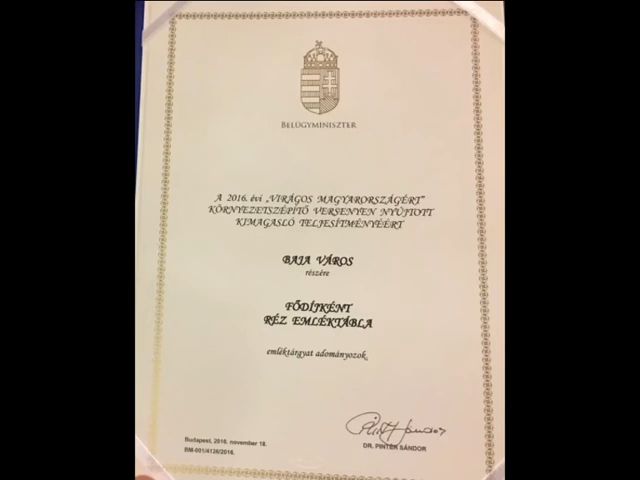 BELÜGYMINISZTER
A 2016. évi „VIRÁGOS MAGYARORSZÁGÉRT”
KÖRNYEZETSZÉPÍTŐ VERSENYEN NYÚJTOTT
KIMAGASLÓ TELJESÍTMÉNYÉÉRT
BAJA VÁROS
részére
FŐDÍJKÉNT
RÉZ EMLÉKTÁBLA
emléktárgyat adományozok.
Budapest, 2016. november 18.
BM-001/4126/2016.
DR. PINTÉR SÁNDOR